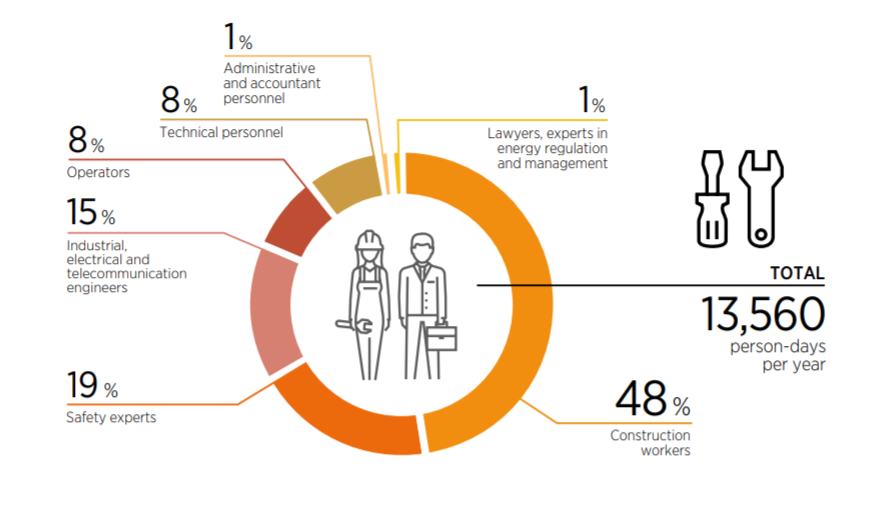 1%
Administrative
and accountant
personnel
8%
Technical personnel
8%
Operators
15%
Industrial,
electrical and
telecommunication
engineers
19 %
Safety experts
1%
Lawyers, experts in
energy regulation
and management
TOTAL
13,560
person-days
per year
48 %
Construction
workers